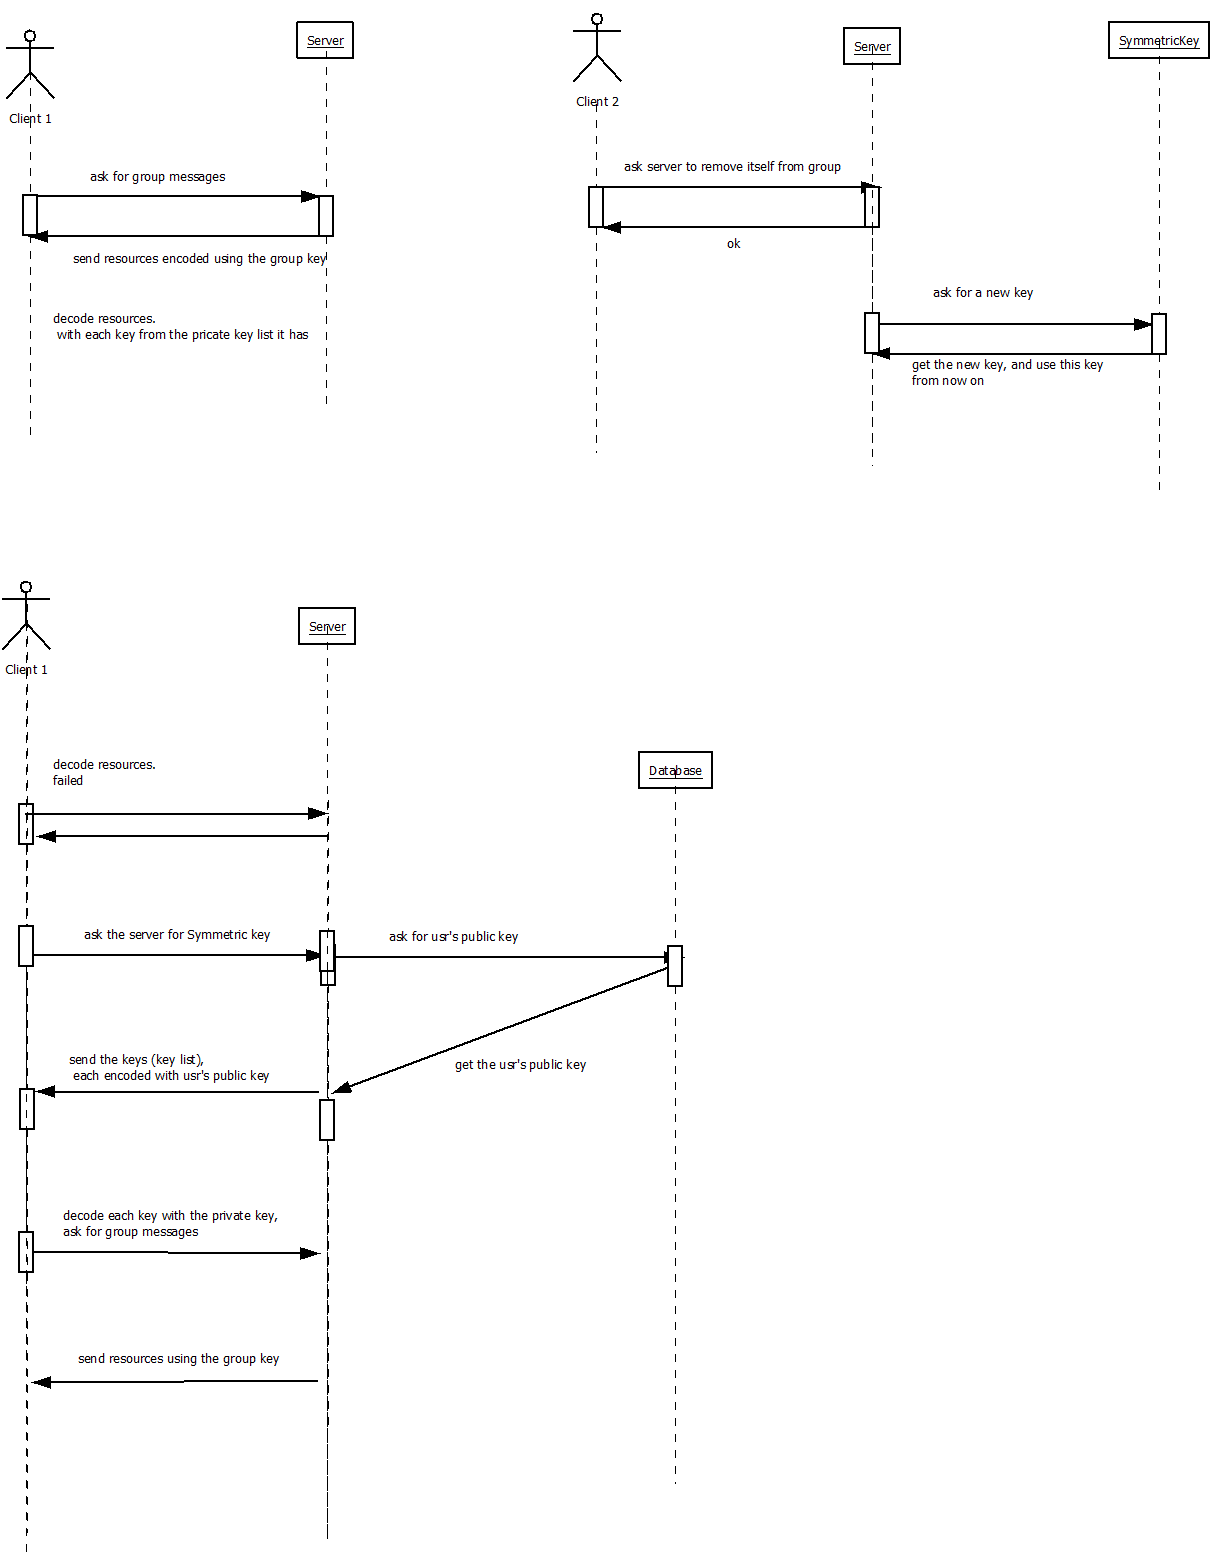 Server
Client 1
ask for group messages
send resources encoded using the group key
decode resources.
with each key from the pricate key list it has
Client 2
Server
SymmetricKey
ask server to remove itself from group
ok
ask for a new key
get the new key, and use this key
from now on
Client 1
Server
Database
decode resources.
failed
ask the server for Symmetric key
ask for usr's public key
get the usr's public key
send the keys (key list),
each encoded with usr's public key
decode each key with the private key,
ask for group messages
send resources using the group key